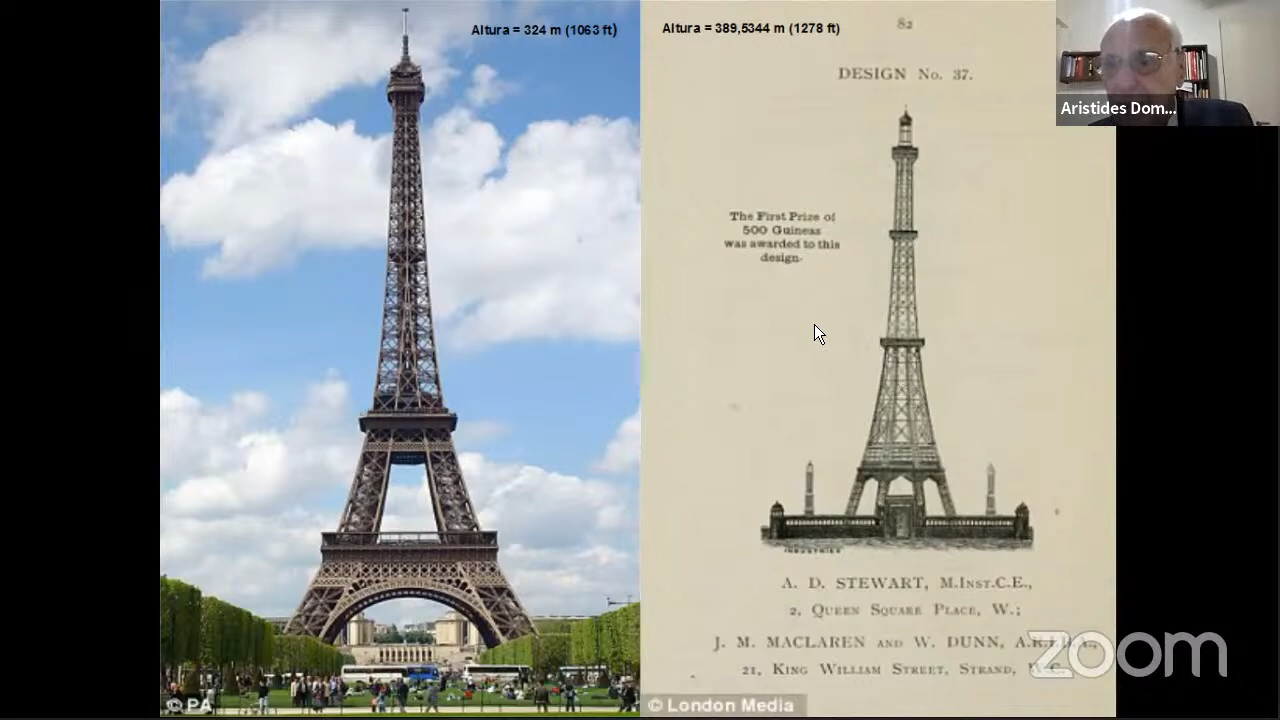 Altura = 324 m (1063 ft)
© PA
Altura = 389,5344 m (1278 ft)
82
DESIGN No. 37.
The First Prize of
500 Guineas
was awarded to this
design.
INDUSTRIES
A. D. STEWART, M.Inst.C.E.,
2, Queen Square Place, W.;
J. M. MACLAREN and W. DUNN, A.R.I.B.A.,
21, King William Street, Strand, W.C.
© London Media
Aristides Dom...
zoom